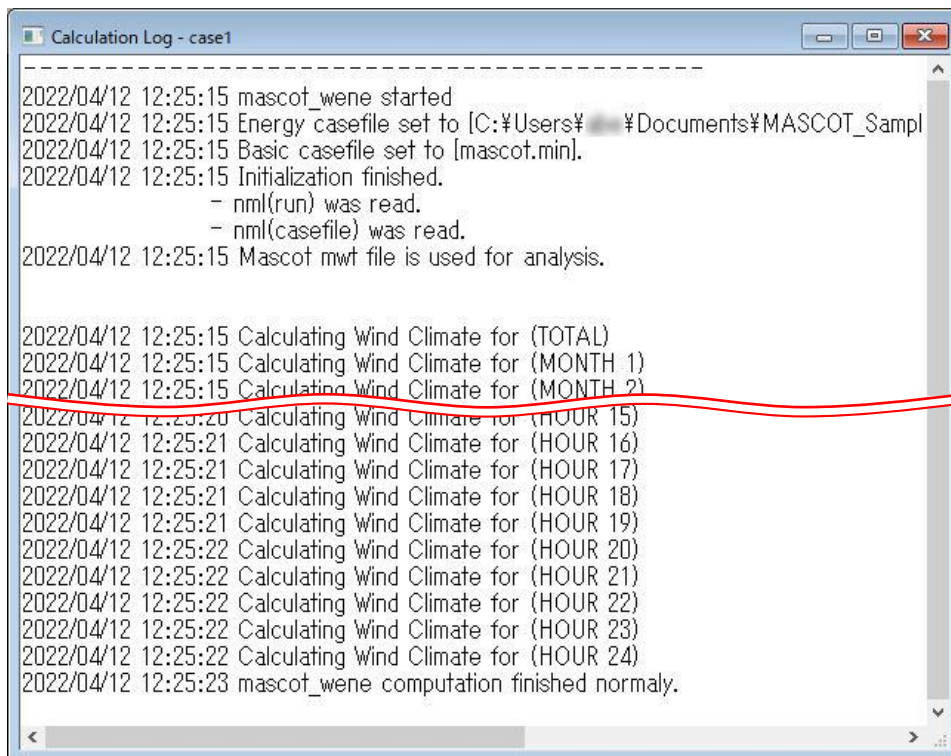 Calculation Log - case1
--------------------------------------------
2022/04/12 12:25:15 mascot_wene started
2022/04/12 12:25:15 Energy casefile set to [C:¥Users¥ ¥Documents¥MASCOT_Sampl
2022/04/12 12:25:15 Basic casefile set to [mascot.min].
2022/04/12 12:25:15 Initialization finished.
- nml(run) was read.
- nml(casefile) was read.
2022/04/12 12:25:15 Mascot mwt file is used for analysis.
2022/04/12 12:25:15 Calculating Wind Climate for (TOTAL)
2022/04/12 12:25:15 Calculating Wind Climate for (MONTH 1)
2022/04/12 12:25:15 Calculating Wind Climate for (MONTH 2)
2022/04/12 12:25:20 Calculating Wind Climate for (HOUR 15)
2022/04/12 12:25:21 Calculating Wind Climate for (HOUR 16)
2022/04/12 12:25:21 Calculating Wind Climate for (HOUR 17)
2022/04/12 12:25:21 Calculating Wind Climate for (HOUR 18)
2022/04/12 12:25:21 Calculating Wind Climate for (HOUR 19)
2022/04/12 12:25:22 Calculating Wind Climate for (HOUR 20)
2022/04/12 12:25:22 Calculating Wind Climate for (HOUR 21)
2022/04/12 12:25:22 Calculating Wind Climate for (HOUR 22)
2022/04/12 12:25:22 Calculating Wind Climate for (HOUR 23)
2022/04/12 12:25:22 Calculating Wind Climate for (HOUR 24)
2022/04/12 12:25:23 mascot_wene computation finished normaly.